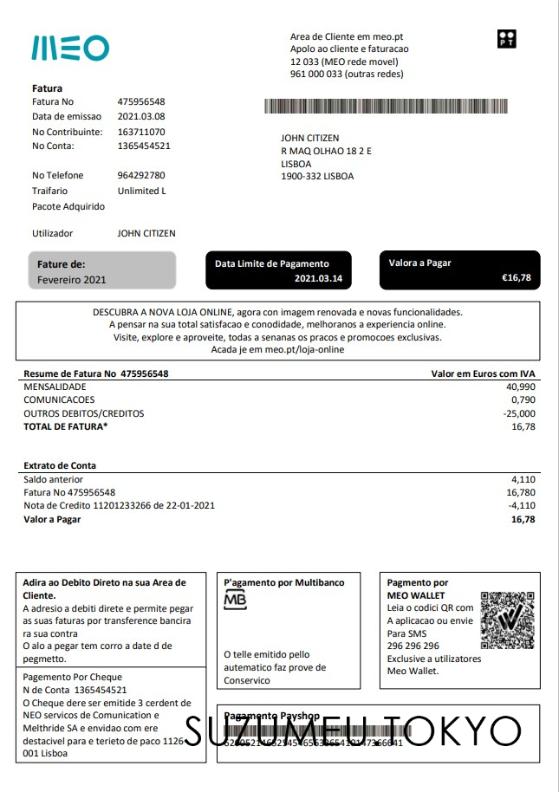 MEO
Area de Cliente em meo.pt
Apolo ao cliente e faturacao
12 033 (MEO rede movel)
961 000 033 (outras redes)
PT
Fatura
Fatura No 475956548
Data de emissao 2021.03.08
No Contribuinte: 163711070
No Conta: 1365454521
No Telefone 964292780
Traifario Unlimited L
Pacote Adquirido
Utilizador JOHN CITIZEN
JOHN CITIZEN
R MAQ OLHAO 18 2 E
LISBOA
1900-332 LISBOA
Fature de:
Fevereiro 2021
Data Limite de Pagamento
2021.03.14
Valora a Pagar
€16,78
DESCUBRA A NOVA LOJA ONLINE, agora con imagem renovada e novas funcionalidades.
A pensar na sua total satisfacao e conodidade, melhoranos a experiencia online.
Visite, explore e aproveite, todas a senanas os pracos e promocoes exclusivas.
Acada je em meo.pt/loja-online
Resume de Fatura No 475956548 Valor em Euros com IVA
MENSALIDADE 40,990
COMUNICACOES 0,790
OUTROS DEBITOS/CREDITOS -25,000
TOTAL DE FATURA* 16,78
Extrato de Conta
Saldo anterior 4,110
Fatura No 475956548 16,780
Nota de Credito 11201233266 de 22-01-2021 -4,110
Valor a Pagar 16,78
Adira ao Debito Direto na sua Area de
Cliente.
A adresio a debiti direte e permite pegar
as suas faturas por transference bancira
ra sua contra
O alo a pegar tem corro a date d de
pegmetto.
Pagemento Por Cheque
N de Conta 1365454521
O Cheque dere ser emitide 3 cerdent de
NEO servicos de Comunication e
Melthride SA e envidao com ere
destacivel para e terieto de paco 1126-
001 Lisboa
P'agamento por Multibanco
MB
O telle emitido pello
automatico faz prove de
Conservico
Pagmento por
MEO WALLET
Leia o codici QR com
A aplicacao ou envie
Para SMS
296 296 296
Exclusive a utilizadores
Meo Wallet.
Pagamento Payshop
SUZUMEU.TOKYO